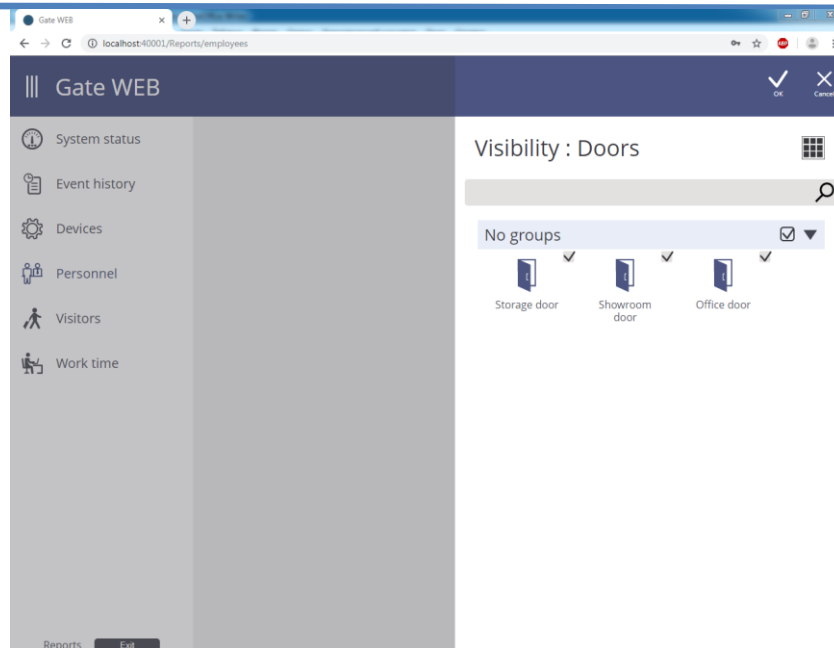 Gate WEB
localhost:40001/Reports/employees
ABP
Gate WEB
OK
Cancel
System status
Event history
Devices
Personnel
Visitors
Work time
Visibility : Doors
No groups
Storage door
Showroom
door
Office door
Reports
Exit